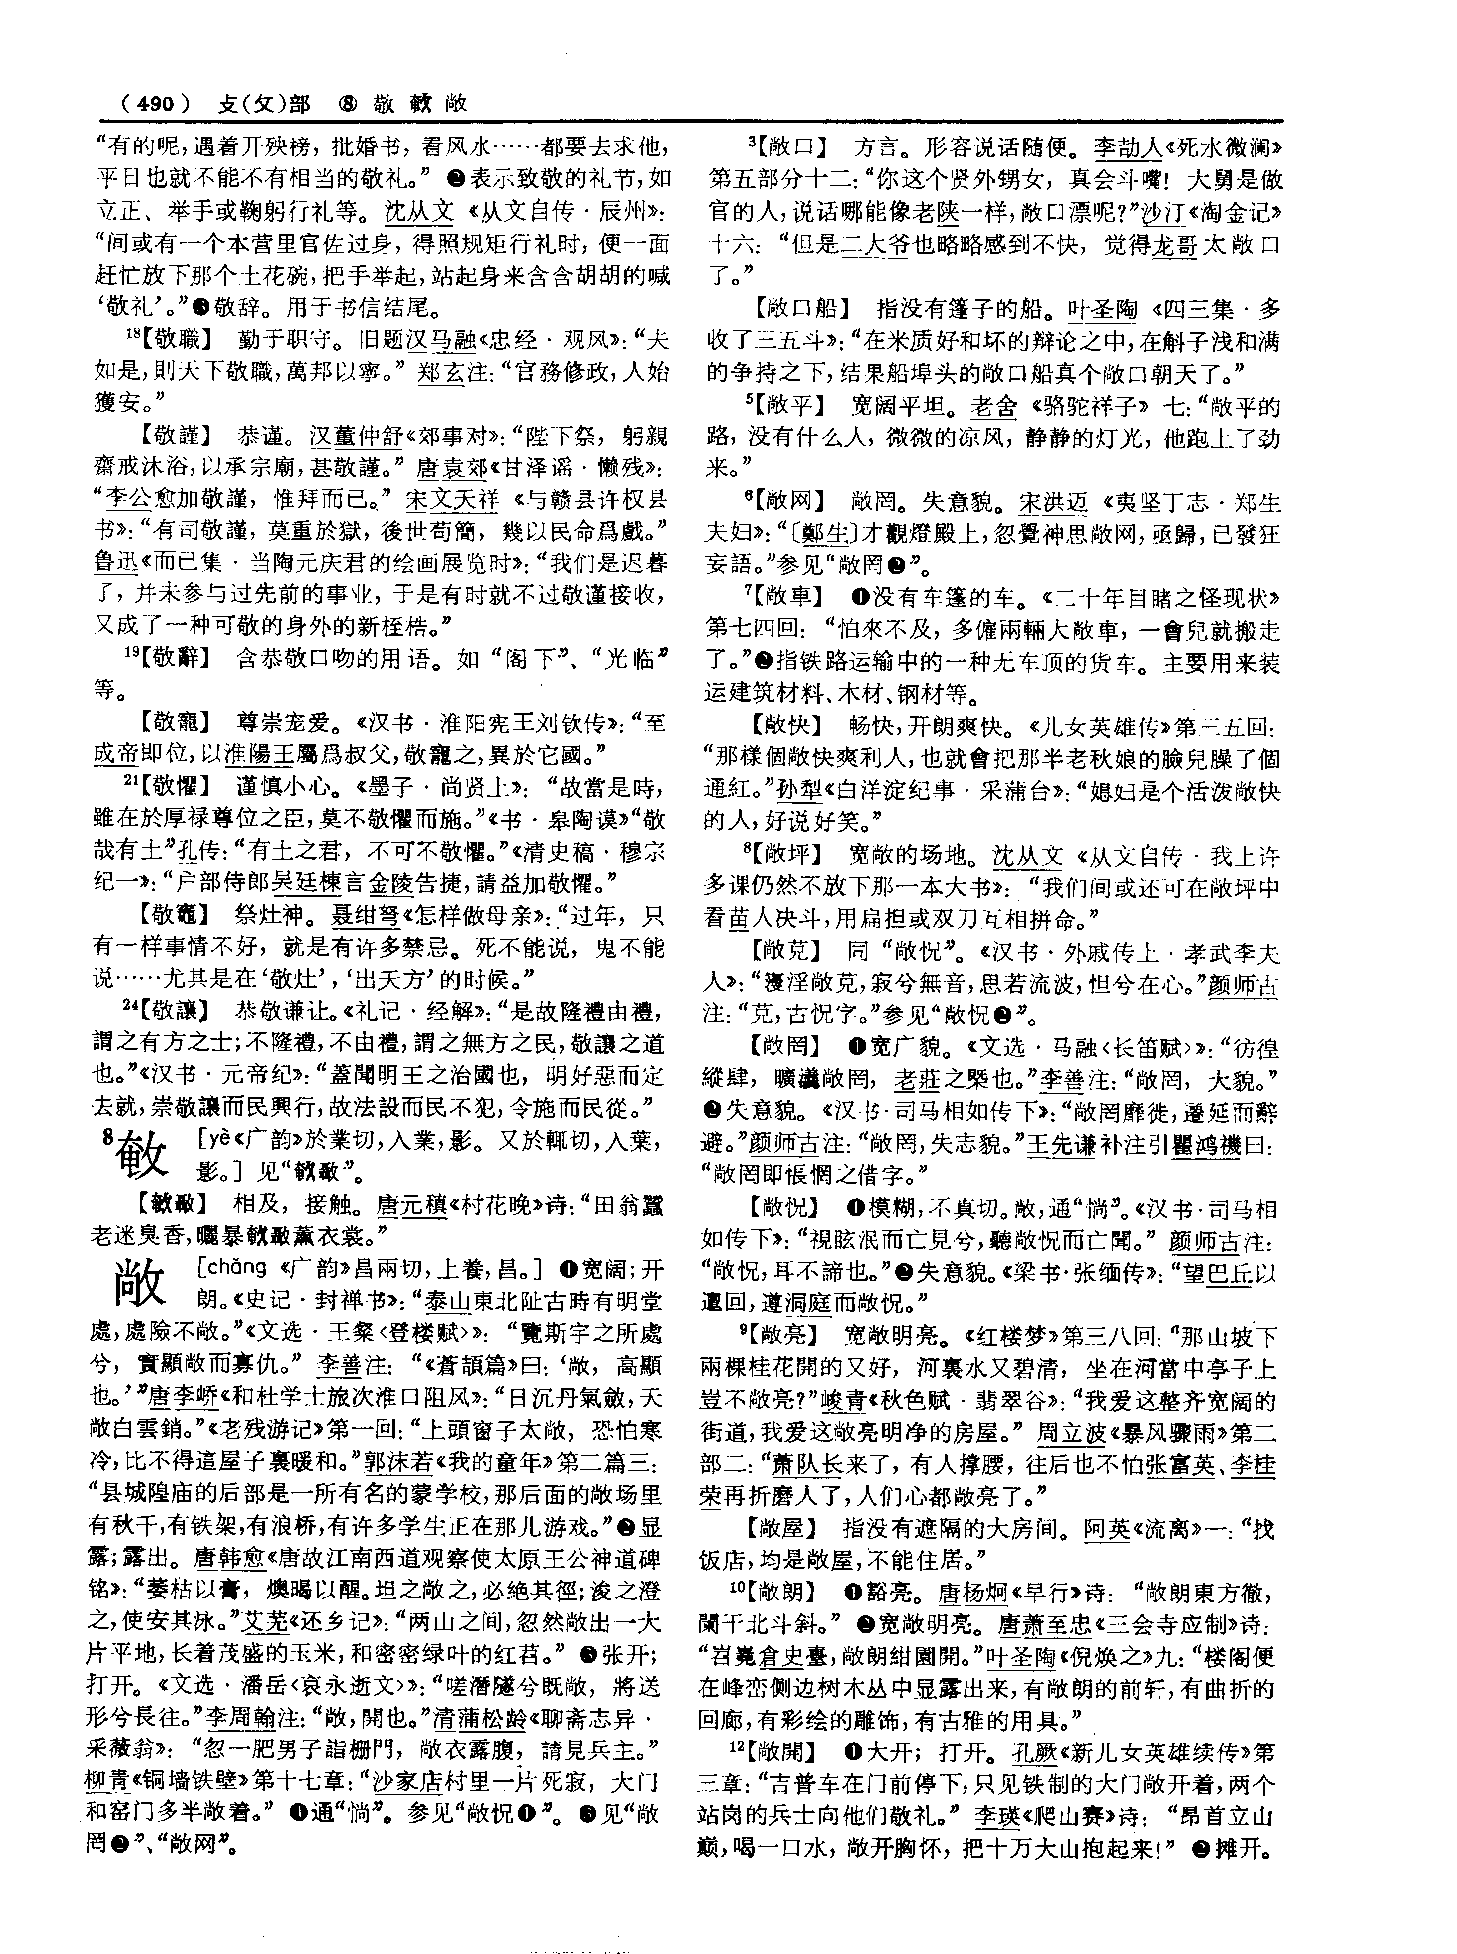 （490） 攴(攵)部 ⑧ 敬 敧 敞
“有的呢，遇着开殃榜，批婚书，看风水……都要去求他，
平日也就不能不有相当的敬礼。” ❷表示致敬的礼节，如
立正、举手或鞠躬行礼等。沈从文《从文自传·辰州》：
“间或有一个本营里官佐过身，得照规矩行礼时，便一面
赶忙放下那个土花碗，把手举起，站起身来含含胡胡的喊
‘敬礼’。”❸敬辞。用于书信结尾。
18【敬職】 勤于职守。旧题汉马融《忠经·观风》：“夫
如是，則天下敬職，萬邦以寧。” 郑玄注：“官務修政，人始
獲安。”
【敬謹】 恭谨。汉董仲舒《郊事对》：“陛下祭，躬親
齋戒沐浴，以承宗廟，甚敬謹。” 唐袁郊《甘泽谣·懒残》：
“李公愈加敬謹，惟拜而已。” 宋文天祥《与赣县许权县
书》：“有司敬謹，莫重於獄，後世苟簡，幾以民命爲戲。”
鲁迅《而已集·当陶元庆君的绘画展览时》：“我们是迟暮
了，并未参与过先前的事业，于是有时就不过敬谨接收，
又成了一种可敬的身外的新桎梏。”
19【敬辭】 含恭敬口吻的用语。如“阁下”、“光临”
等。
【敬寵】 尊崇宠爱。《汉书·淮阳宪王刘钦传》：“至
成帝即位，以淮陽王屬爲叔父，敬寵之，異於它國。”
21【敬懼】 谨慎小心。《墨子·尚贤上》：“故當是時，
雖在於厚禄尊位之臣，莫不敬懼而施。”《书·皋陶谟》“敬
哉有土”孔传：“有土之君，不可不敬懼。”《清史稿·穆宗
纪一》：“户部侍郎吴廷棟言金陵告捷，請益加敬懼。”
【敬竈】 祭灶神。聂绀弩《怎样做母亲》：“过年，只
有一样事情不好，就是有许多禁忌。死不能说，鬼不能
说……尤其是在‘敬灶’，‘出天方’的时候。”
24【敬讓】 恭敬谦让。《礼记·经解》：“是故隆禮由禮，
謂之有方之士；不隆禮，不由禮，謂之無方之民，敬讓之道
也。”《汉书·元帝纪》：“蓋聞明王之治國也，明好惡而定
去就，崇敬讓而民興行，故法設而民不犯，令施而民從。”
8 [yè《广韵》於業切，入業，影。又於輒切，入葉，
影。] 见“”。
【】 相及，接触。唐元稹《村花晚》诗：“田翁蠶
老迷臭香，曬暴薰衣裳。”
敞 [chǎng《广韵》昌兩切，上養，昌。] ❶宽阔；开
朗。《史记·封禅书》：“泰山東北阯古時有明堂
處，處險不敞。”《文选·王粲〈登楼赋〉》：“覽斯宇之所處
兮，實顯敞而寡仇。” 李善注：“《蒼頡篇》曰：‘敞，高顯
也。’”唐李峤《和杜学士旅次淮口阻风》：“日沉丹氣斂，天
敞白雲銷。”《老残游记》第一回：“上頭窗子太敞，恐怕寒
冷，比不得這屋子裏暖和。”郭沫若《我的童年》第二篇三：
“县城隍庙的后部是一所有名的蒙学校，那后面的敞场里
有秋千，有铁架，有浪桥，有许多学生正在那儿游戏。”❷显
露；露出。唐韩愈《唐故江南西道观察使太原王公神道碑
铭》：“萎枯以膏，燠暍以醒。坦之敞之，必绝其徑；浚之澄
之，使安其泳。”艾芜《还乡记》：“两山之间，忽然敞出一大
片平地，长着茂盛的玉米，和密密绿叶的红苕。” ❸张开；
打开。《文选·潘岳〈哀永逝文〉》：“嗟潛隧兮既敞，將送
形兮長往。”李周翰注：“敞，開也。”清蒲松龄《聊斋志异·
采薇翁》：“忽一肥男子詣栅門，敞衣露腹，請見兵主。”
柳青《铜墙铁壁》第十七章：“沙家店村里一片死寂，大门
和窑门多半敞着。” ❹通“惝”。参见“敞怳❶”。 ❺见“敞
罔❷”、“敞网”。
3【敞口】 方言。形容说话随便。李劼人《死水微澜》
第五部分十二：“你这个贤外甥女，真会斗嘴！大舅是做
官的人，说话哪能像老陕一样，敞口漂呢？”沙汀《淘金记》
十六：“但是二大爷也略略感到不快，觉得龙哥太敞口
了。”
【敞口船】 指没有篷子的船。叶圣陶《四三集·多
收了三五斗》：“在米质好和坏的辩论之中，在斛子浅和满
的争持之下，结果船埠头的敞口船真个敞口朝天了。”
5【敞平】 宽阔平坦。老舍《骆驼祥子》七：“敞平的
路，没有什么人，微微的凉风，静静的灯光，他跑上了劲
来。”
6【敞网】 敞罔。失意貌。宋洪迈《夷坚丁志·郑生
夫妇》：“〔鄭生〕才觀燈殿上，忽覺神思敞网，亟歸，已發狂
妄語。”参见“敞罔❷”。
7【敞車】 ❶没有车篷的车。《二十年目睹之怪现状》
第七四回：“怕來不及，多僱兩輛大敞車，一會兒就搬走
了。”❷指铁路运输中的一种无车顶的货车。主要用来装
运建筑材料、木材、钢材等。
【敞快】 畅快，开朗爽快。《儿女英雄传》第二五回：
“那樣個敞快爽利人，也就會把那半老秋娘的臉兒臊了個
通紅。”孙犁《白洋淀纪事·采蒲台》：“媳妇是个活泼敞快
的人，好说好笑。”
8【敞坪】 宽敞的场地。沈从文《从文自传·我上许
多课仍然不放下那一本大书》：“我们间或还可在敞坪中
看苗人决斗，用扁担或双刀互相拼命。”
【敞芒】 同“敞怳”。《汉书·外戚传上·孝武李夫
人》：“寖淫敞芒，寂兮無音，思若流波，怛兮在心。”颜师古
注：“芒，古怳字。”参见“敞怳❷”。
【敞罔】 ❶宽广貌。《文选·马融〈长笛赋〉》：“彷徨
縱肆，曠瀁敞罔，老莊之槩也。”李善注：“敞罔，大貌。”
❷失意貌。《汉书·司马相如传下》：“敞罔靡徙，遷延而辭
避。”颜师古注：“敞罔，失志貌。”王先谦补注引瞿鸿禨曰：
“敞罔即悵惘之借字。”
【敞怳】 ❶模糊，不真切。敞，通“惝”。《汉书·司马相
如传下》：“視眩泯而亡見兮，聽敞怳而亡聞。” 颜师古注：
“敞怳，耳不諦也。”❷失意貌。《梁书·张缅传》：“望巴丘以
邅回，遵洞庭而敞怳。”
9【敞亮】 宽敞明亮。《红楼梦》第三八回：“那山坡下
兩棵桂花開的又好，河裏水又碧清，坐在河當中亭子上
豈不敞亮？”峻青《秋色赋·翡翠谷》：“我爱这整齐宽阔的
街道，我爱这敞亮明净的房屋。” 周立波《暴风骤雨》第二
部二：“萧队长来了，有人撑腰，往后也不怕张富英、李桂
荣再折磨人了，人们心都敞亮了。”
【敞屋】 指没有遮隔的大房间。阿英《流离》一：“找
饭店，均是敞屋，不能住居。”
10【敞朗】 ❶豁亮。唐杨炯《早行》诗：“敞朗東方徹，
闌干北斗斜。” ❷宽敞明亮。唐萧至忠《三会寺应制》诗：
“岧嶤倉史臺，敞朗紺園開。”叶圣陶《倪焕之》九：“楼阁便
在峰峦侧边树木丛中显露出来，有敞朗的前轩，有曲折的
回廊，有彩绘的雕饰，有古雅的用具。”
12【敞開】 ❶大开；打开。孔厥《新儿女英雄续传》第
三章：“吉普车在门前停下，只见铁制的大门敞开着，两个
站岗的兵士向他们敬礼。” 李瑛《爬山赛》诗：“昂首立山
巅，喝一口水，敞开胸怀，把十万大山抱起来！” ❷摊开。